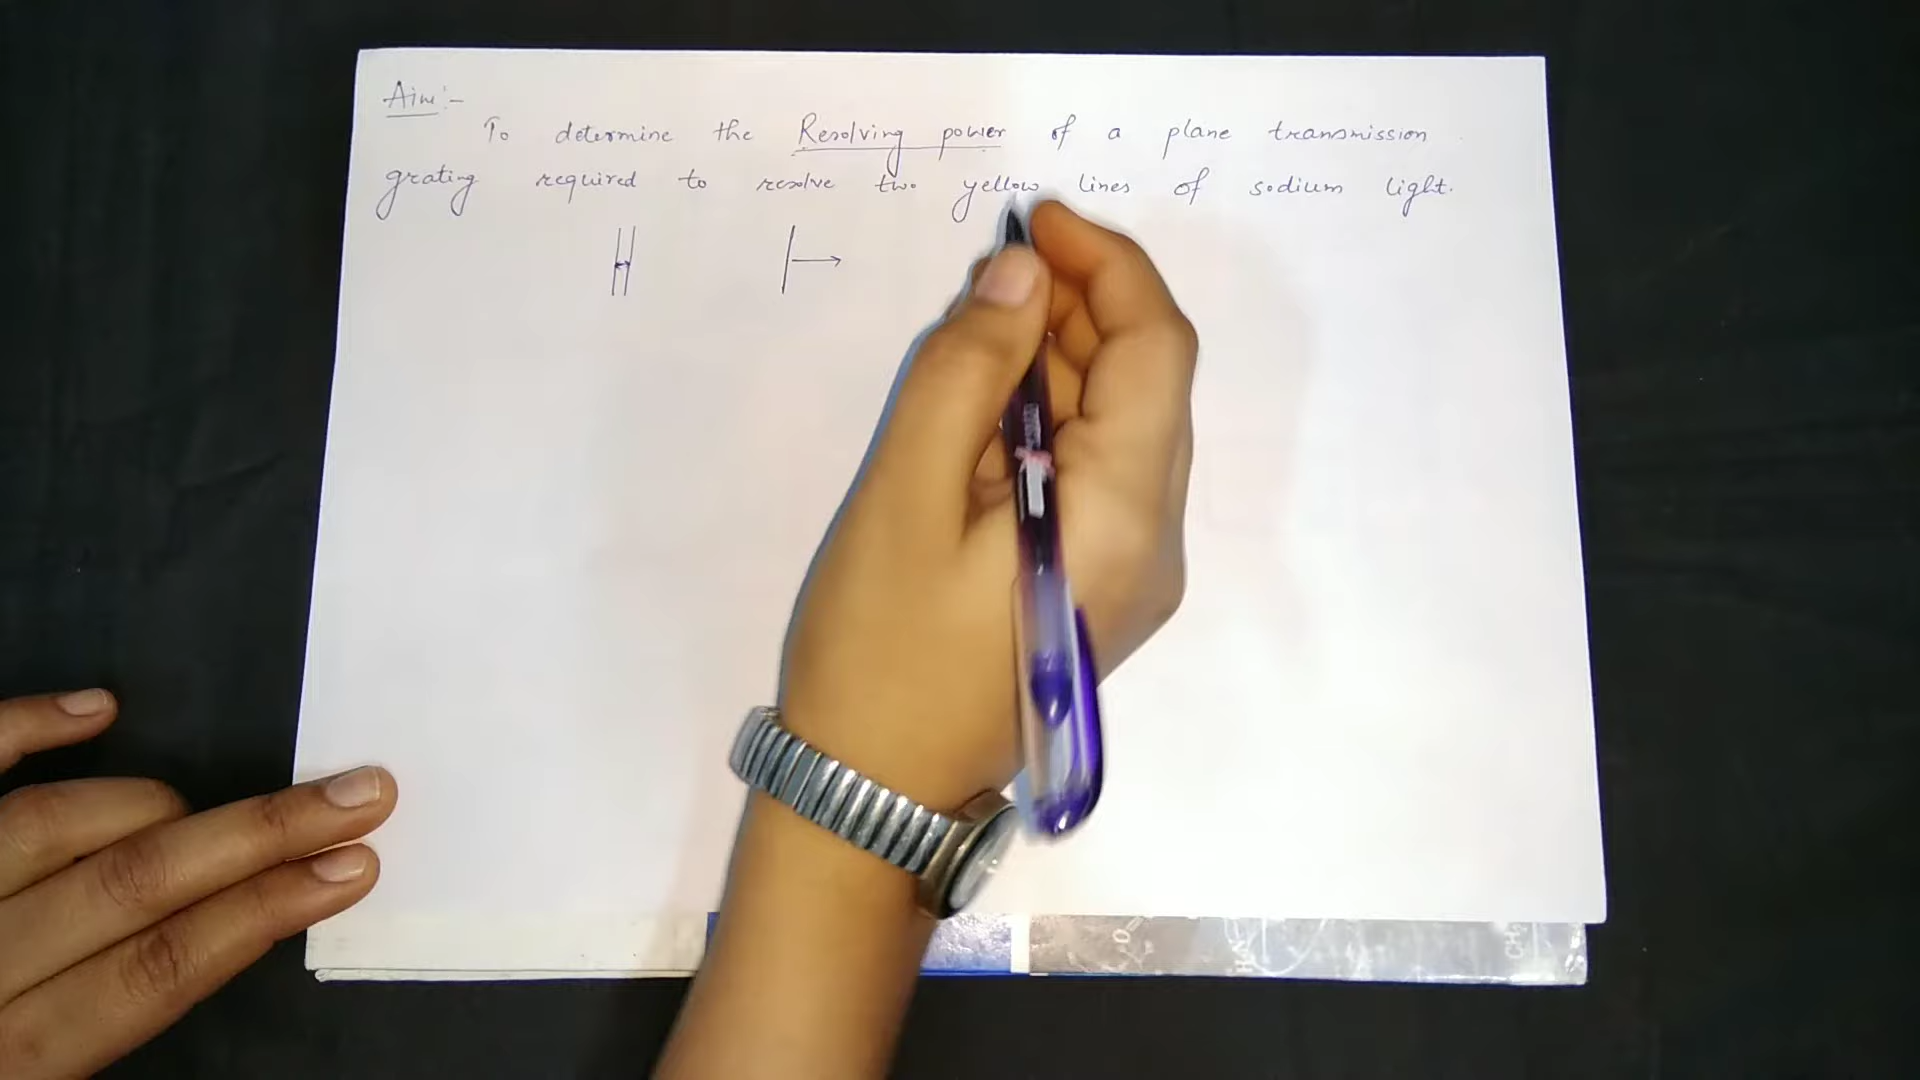 Aim:-
To determine the Resolving power of a plane transmission
grating required to resolve two yellow lines of sodium light.